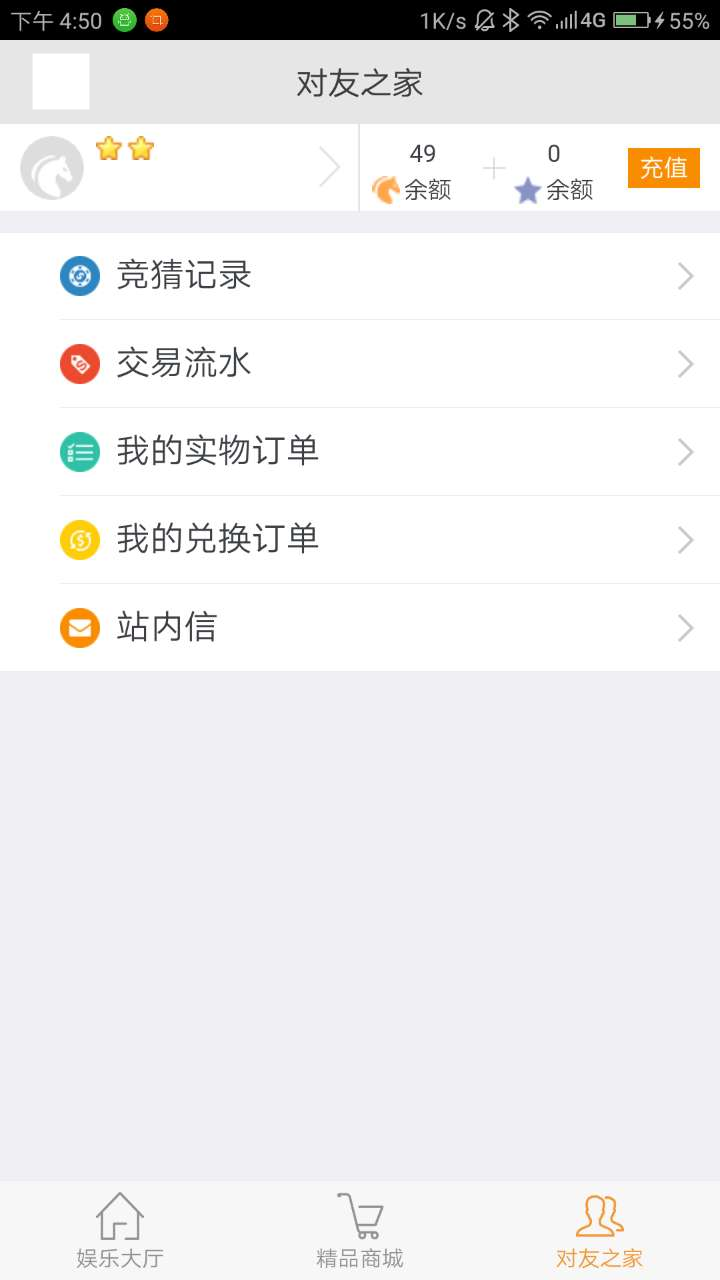 下午 4:50 1K/s 4G 55%
对友之家
49 0 充值
余额 余额
竞猜记录
交易流水
我的实物订单
我的兑换订单
站内信
娱乐大厅 精品商城 对友之家